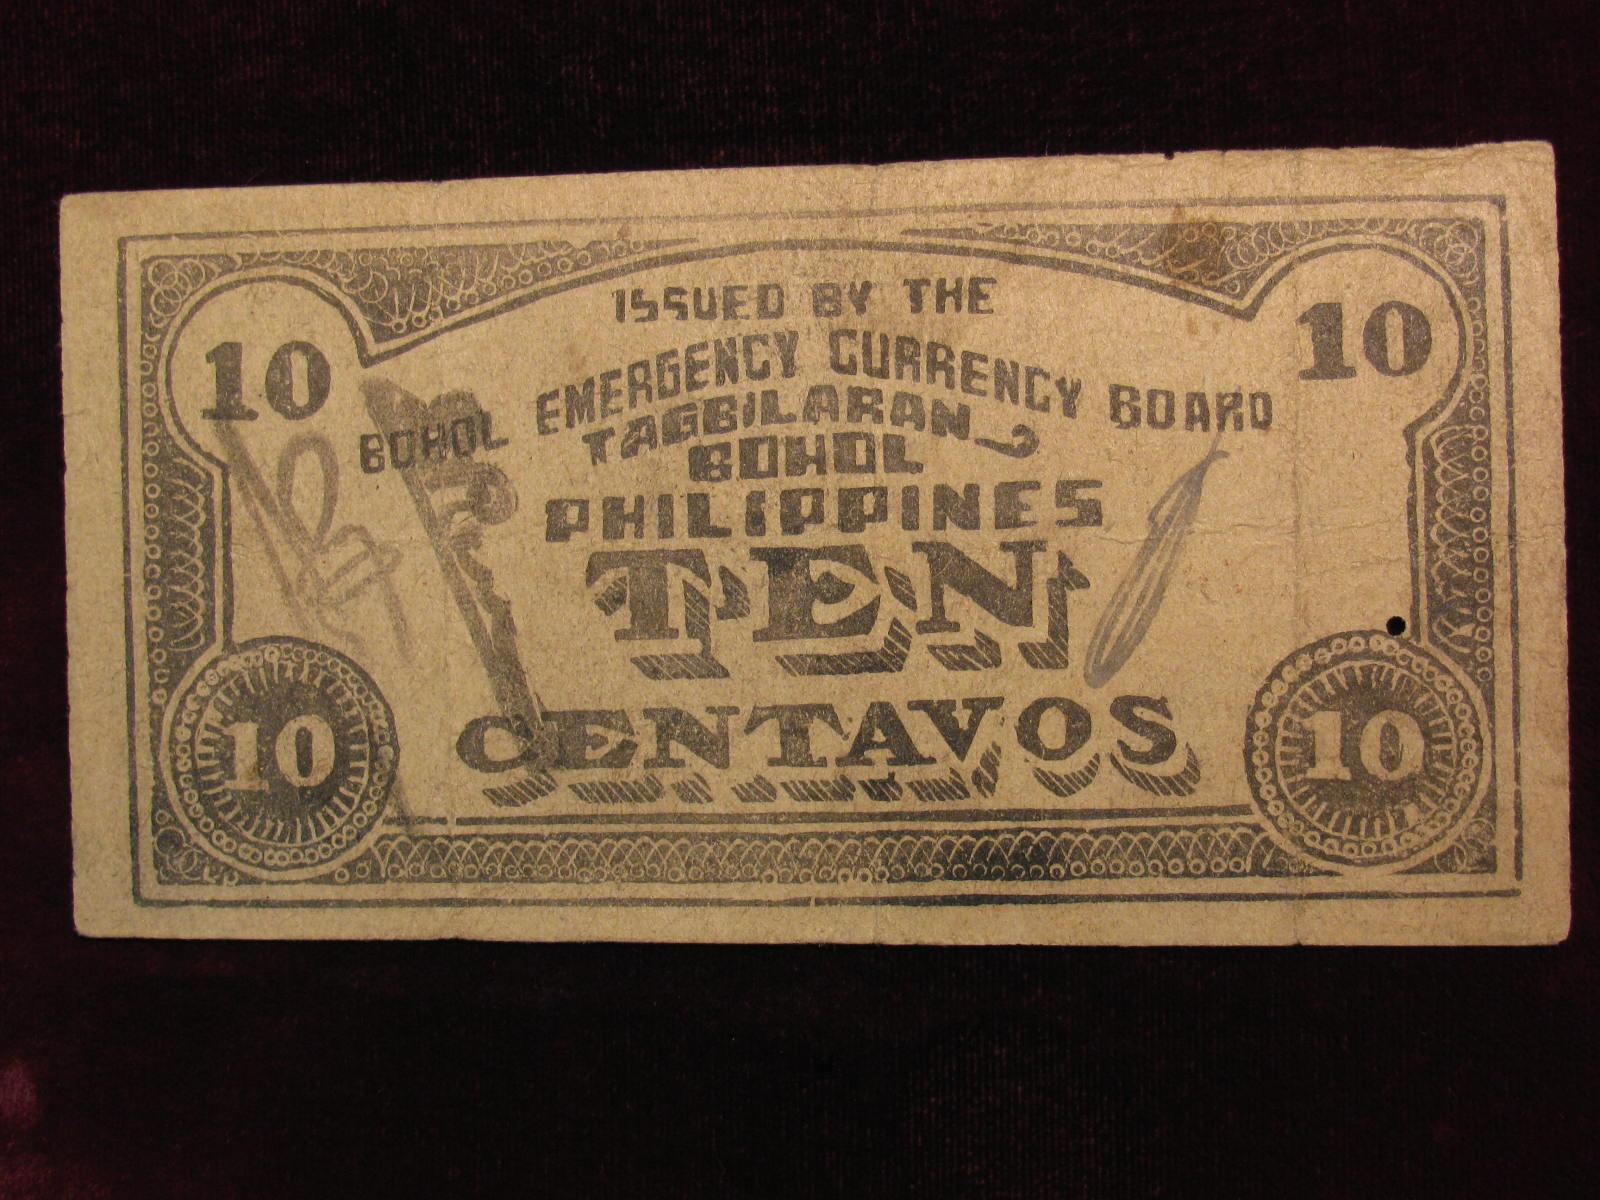 10 10
ISSUED BY THE
BOHOL EMERGENCY CURRENCY BOARD
TAGBILARAN
BOHOL
PHILIPPINES
TEN
CENTAVOS
10 10